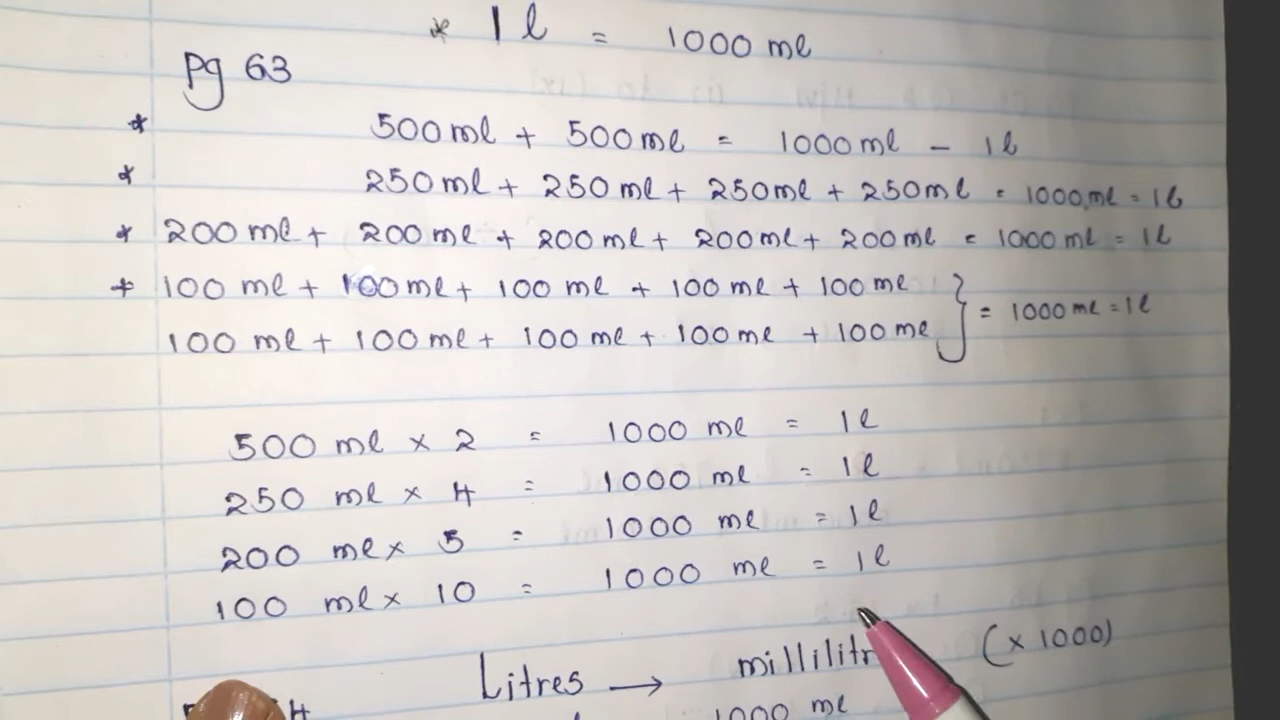 * 1 l = 1000 ml
Pg 63
* 500 ml + 500 ml = 1000 ml - 1 l
* 250 ml + 250 ml + 250 ml + 250 ml = 1000 ml = 1 l
* 200 ml + 200 ml + 200 ml + 200 ml + 200 ml = 1000 ml = 1 l
* 100 ml + 100 ml + 100 ml + 100 ml + 100 ml
100 ml + 100 ml + 100 ml + 100 ml + 100 ml } = 1000 ml = 1 l
500 ml × 2 = 1000 ml = 1 l
250 ml × 4 = 1000 ml = 1 l
200 ml × 5 = 1000 ml = 1 l
100 ml × 10 = 1000 ml = 1 l
Litres → millilitr (× 1000)
1000 ml